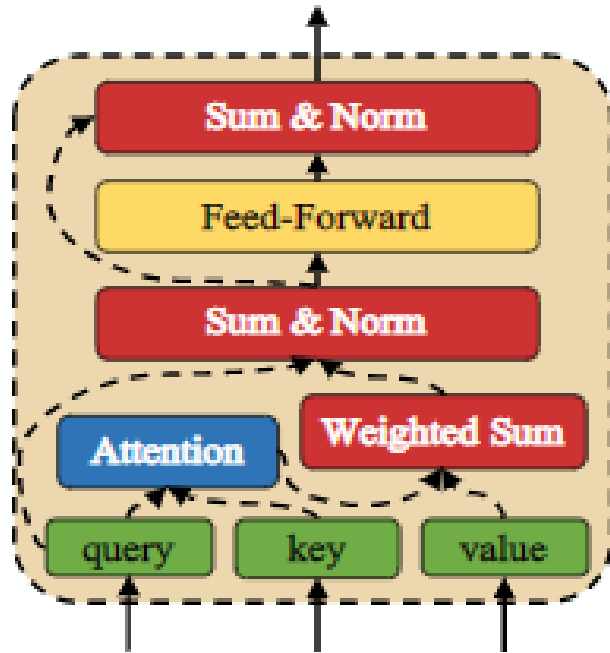 Sum & Norm
Feed-Forward
Sum & Norm
Weighted Sum
Attention
query key value